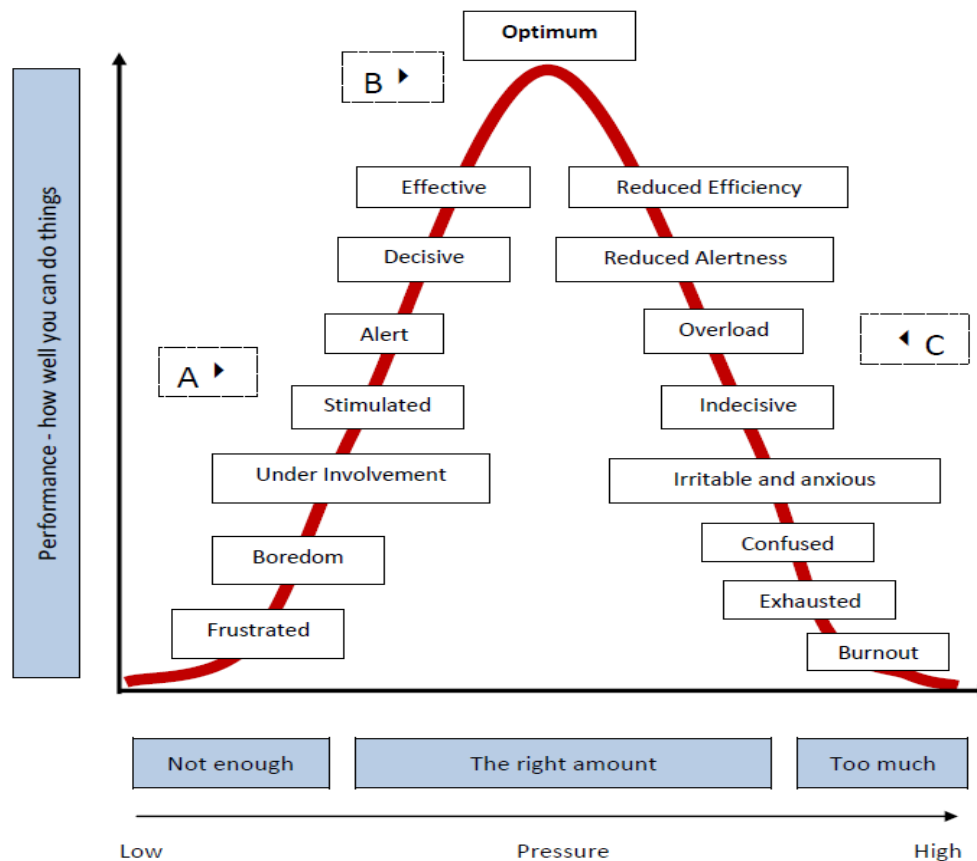 Optimum
B
Effective
Reduced Efficiency
Decisive
Reduced Alertness
Alert
Overload
C
A
Stimulated
Indecisive
Under Involvement
Irritable and anxious
Boredom
Confused
Exhausted
Frustrated
Burnout
Performance - how well you can do things
Not enough
The right amount
Too much
Low
Pressure
High